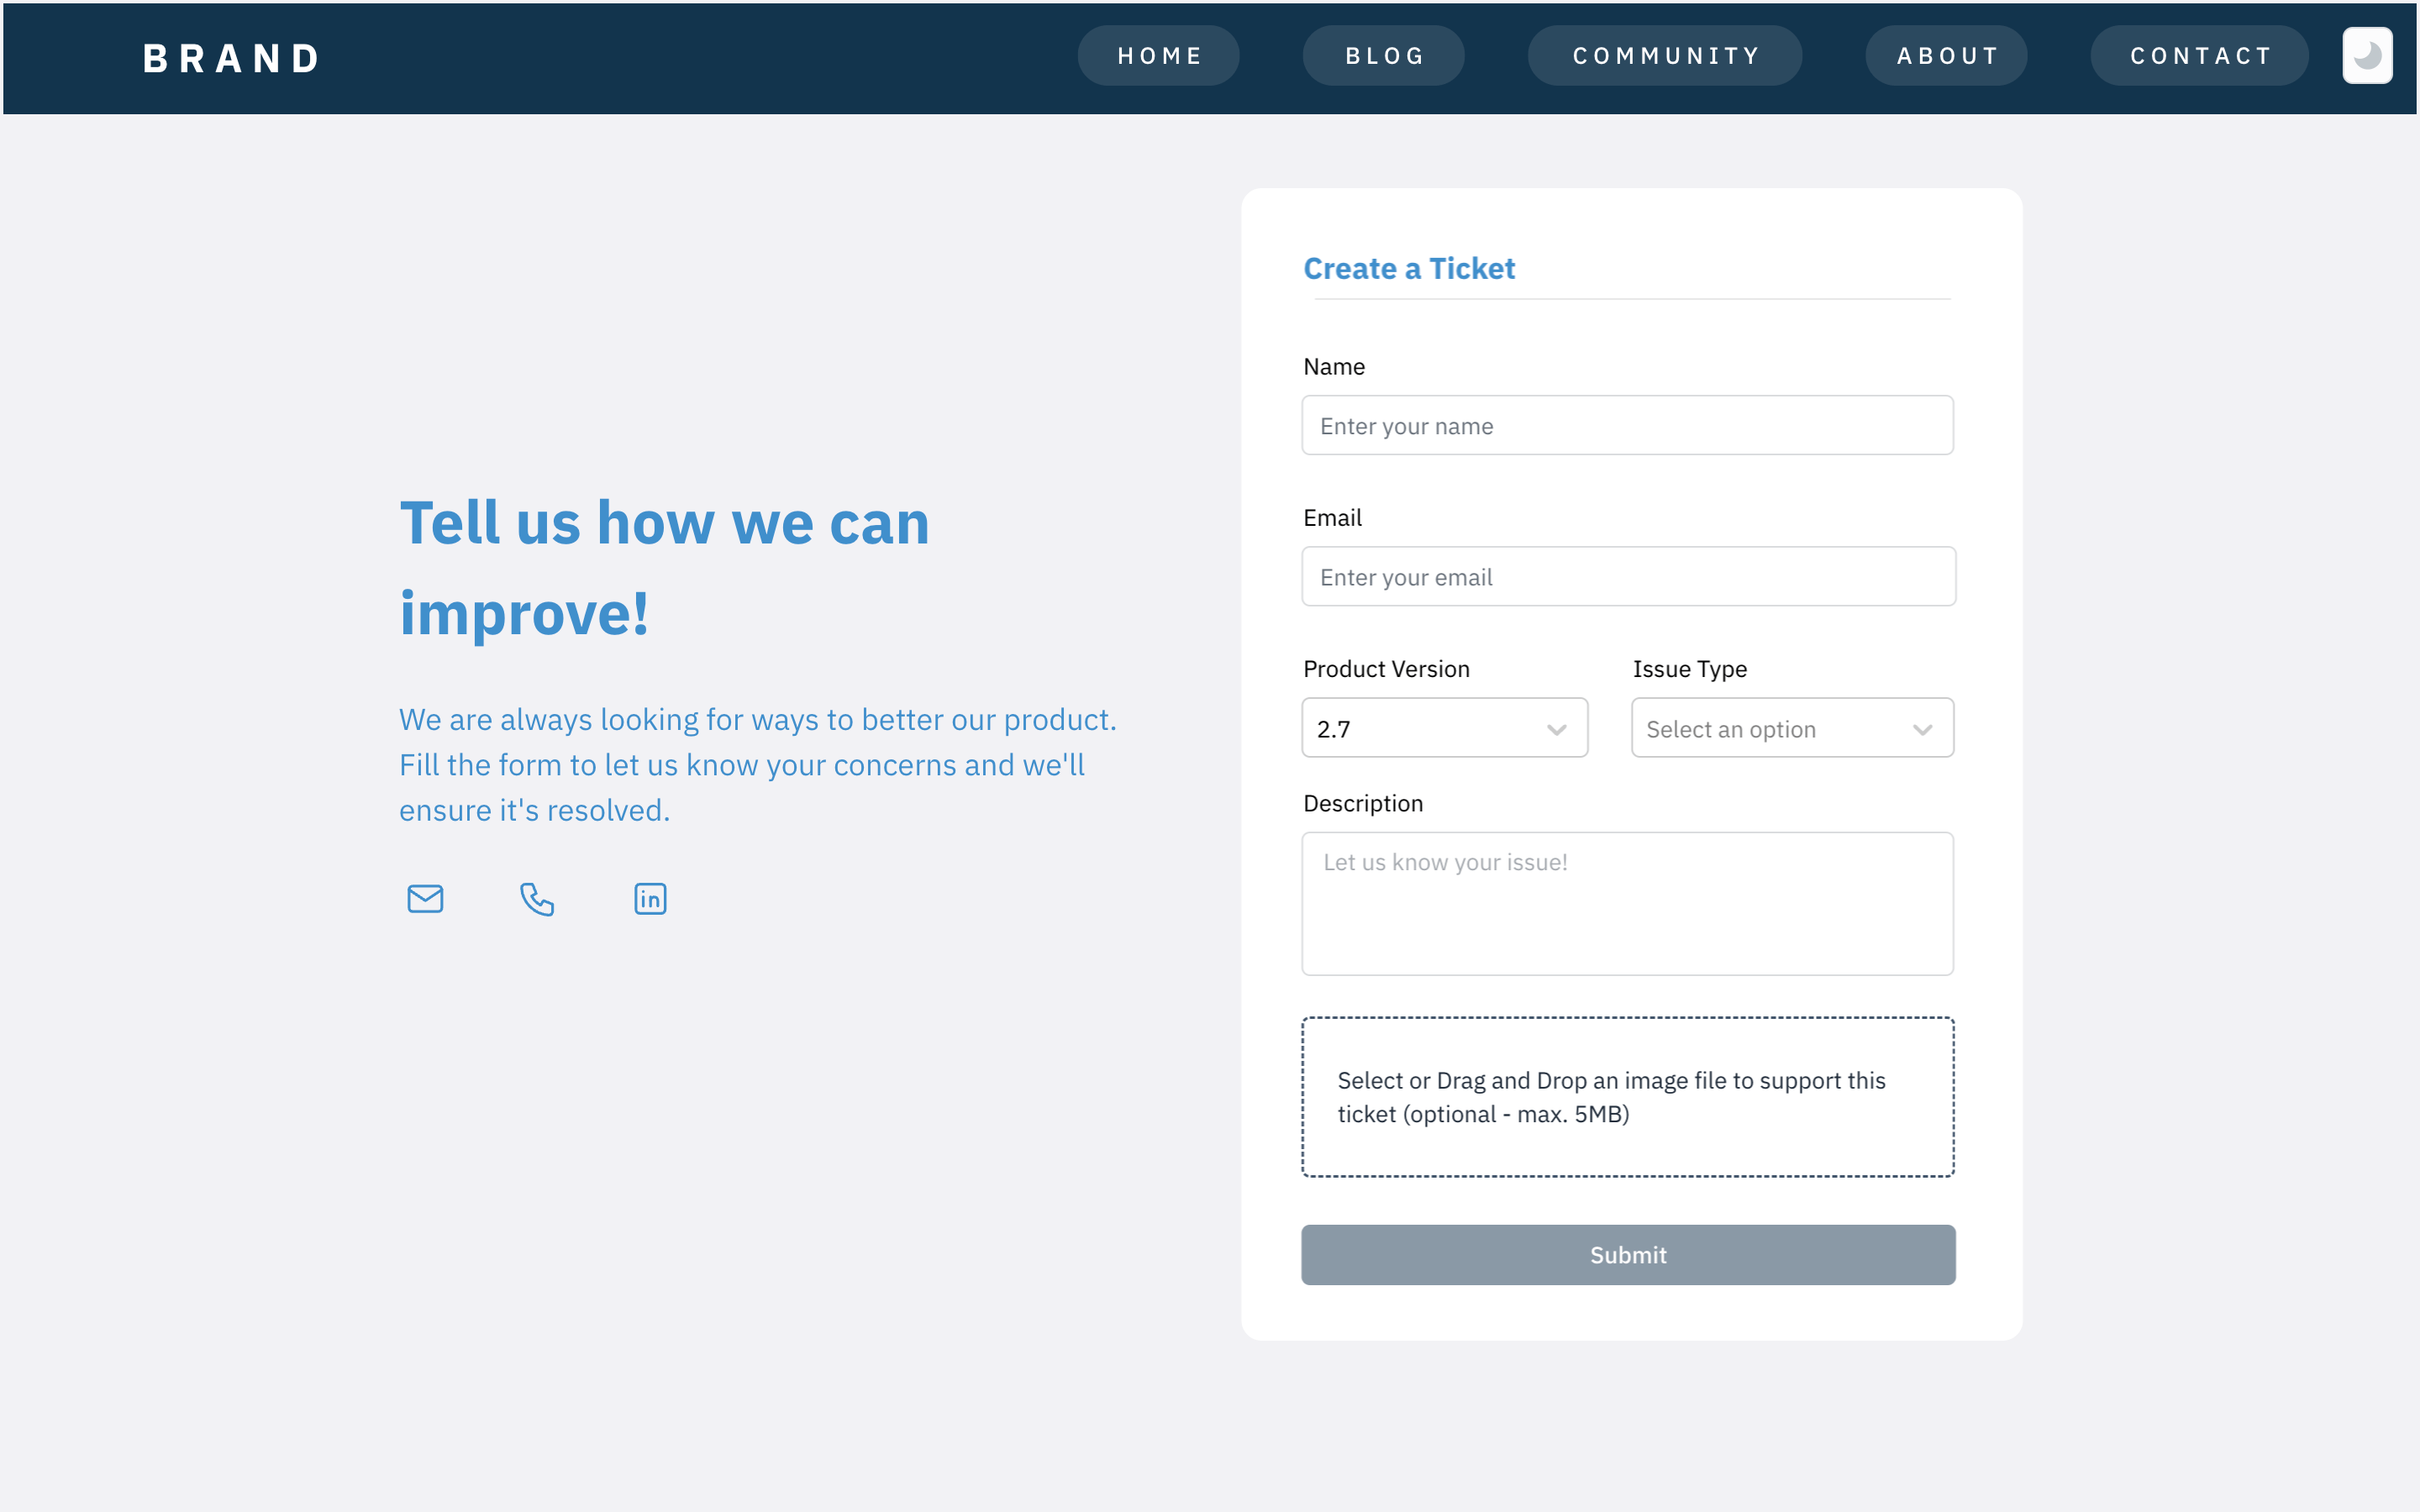 BRAND
HOME
BLOG
COMMUNITY
ABOUT
CONTACT
Tell us how we can
improve!
We are always looking for ways to better our product.
Fill the form to let us know your concerns and we'll
ensure it's resolved.
in
Create a Ticket
Name
Enter your name
Email
Enter your email
Product Version
Issue Type
2.7
Select an option
Description
Let us know your issue!
Select or Drag and Drop an image file to support this
ticket (optional - max. 5MB)
Submit